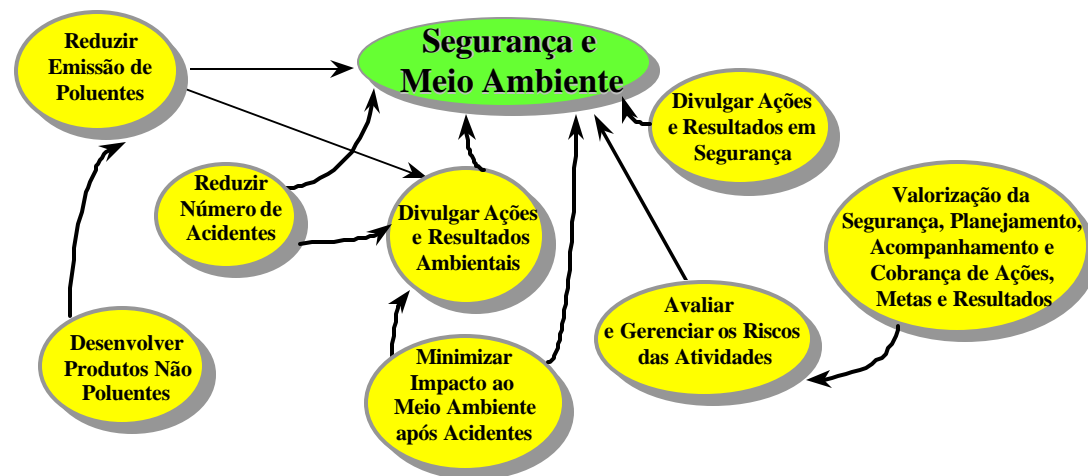 Reduzir
Emissão de
Poluentes
Segurança e
Meio Ambiente
Divulgar Ações
e Resultados em
Segurança
Reduzir
Número de
Acidentes
Divulgar Ações
e Resultados
Ambientais
Valorização da
Segurança, Planejamento,
Acompanhamento e
Cobrança de Ações,
Metas e Resultados
Desenvolver
Produtos Não
Poluentes
Minimizar
Impacto ao
Meio Ambiente
após Acidentes
Avaliar
e Gerenciar os Riscos
das Atividades